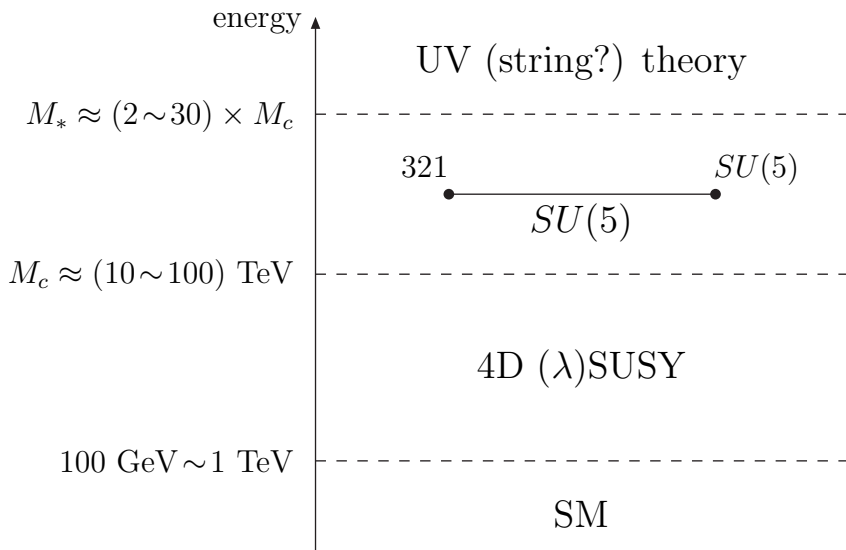 energy
UV (string?) theory
M_* ≈ (2∼30) × M_c
321
SU(5)
SU(5)
M_c ≈ (10∼100) TeV
4D (λ)SUSY
100 GeV∼1 TeV
SM